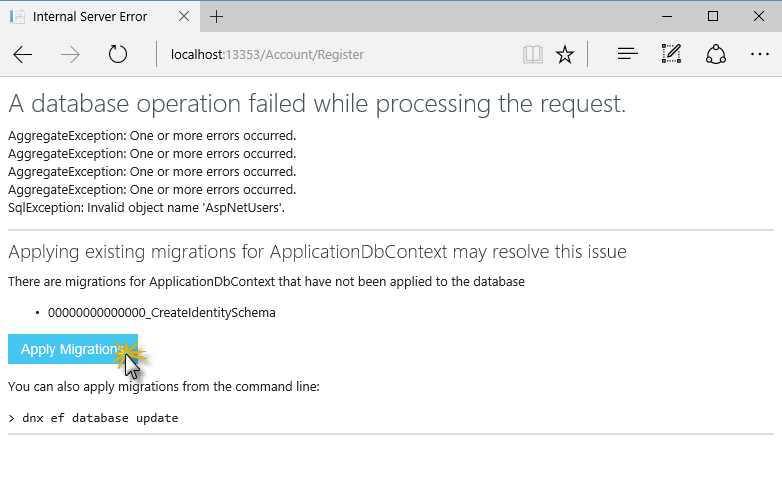 Internal Server Error
localhost:13353/Account/Register
A database operation failed while processing the request.
AggregateException: One or more errors occurred.
AggregateException: One or more errors occurred.
AggregateException: One or more errors occurred.
AggregateException: One or more errors occurred.
SqlException: Invalid object name 'AspNetUsers'.
Applying existing migrations for ApplicationDbContext may resolve this issue
There are migrations for ApplicationDbContext that have not been applied to the database
• 00000000000000_CreateIdentitySchema
Apply Migrations
You can also apply migrations from the command line:
> dnx ef database update